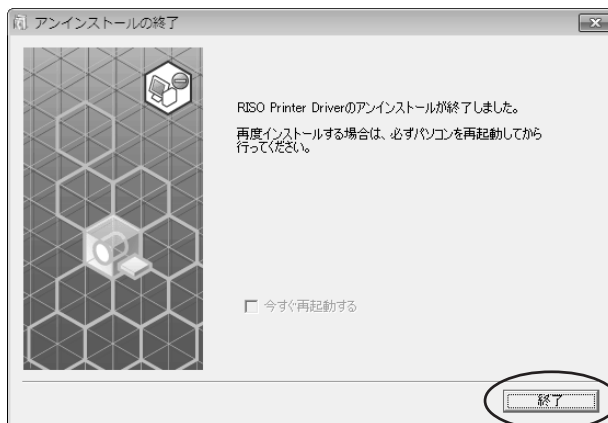 アンインストールの終了
RISO Printer Driverのアンインストールが終了しました。
再度インストールする場合は、必ずパソコンを再起動してから
行ってください。
今すぐ再起動する
終了